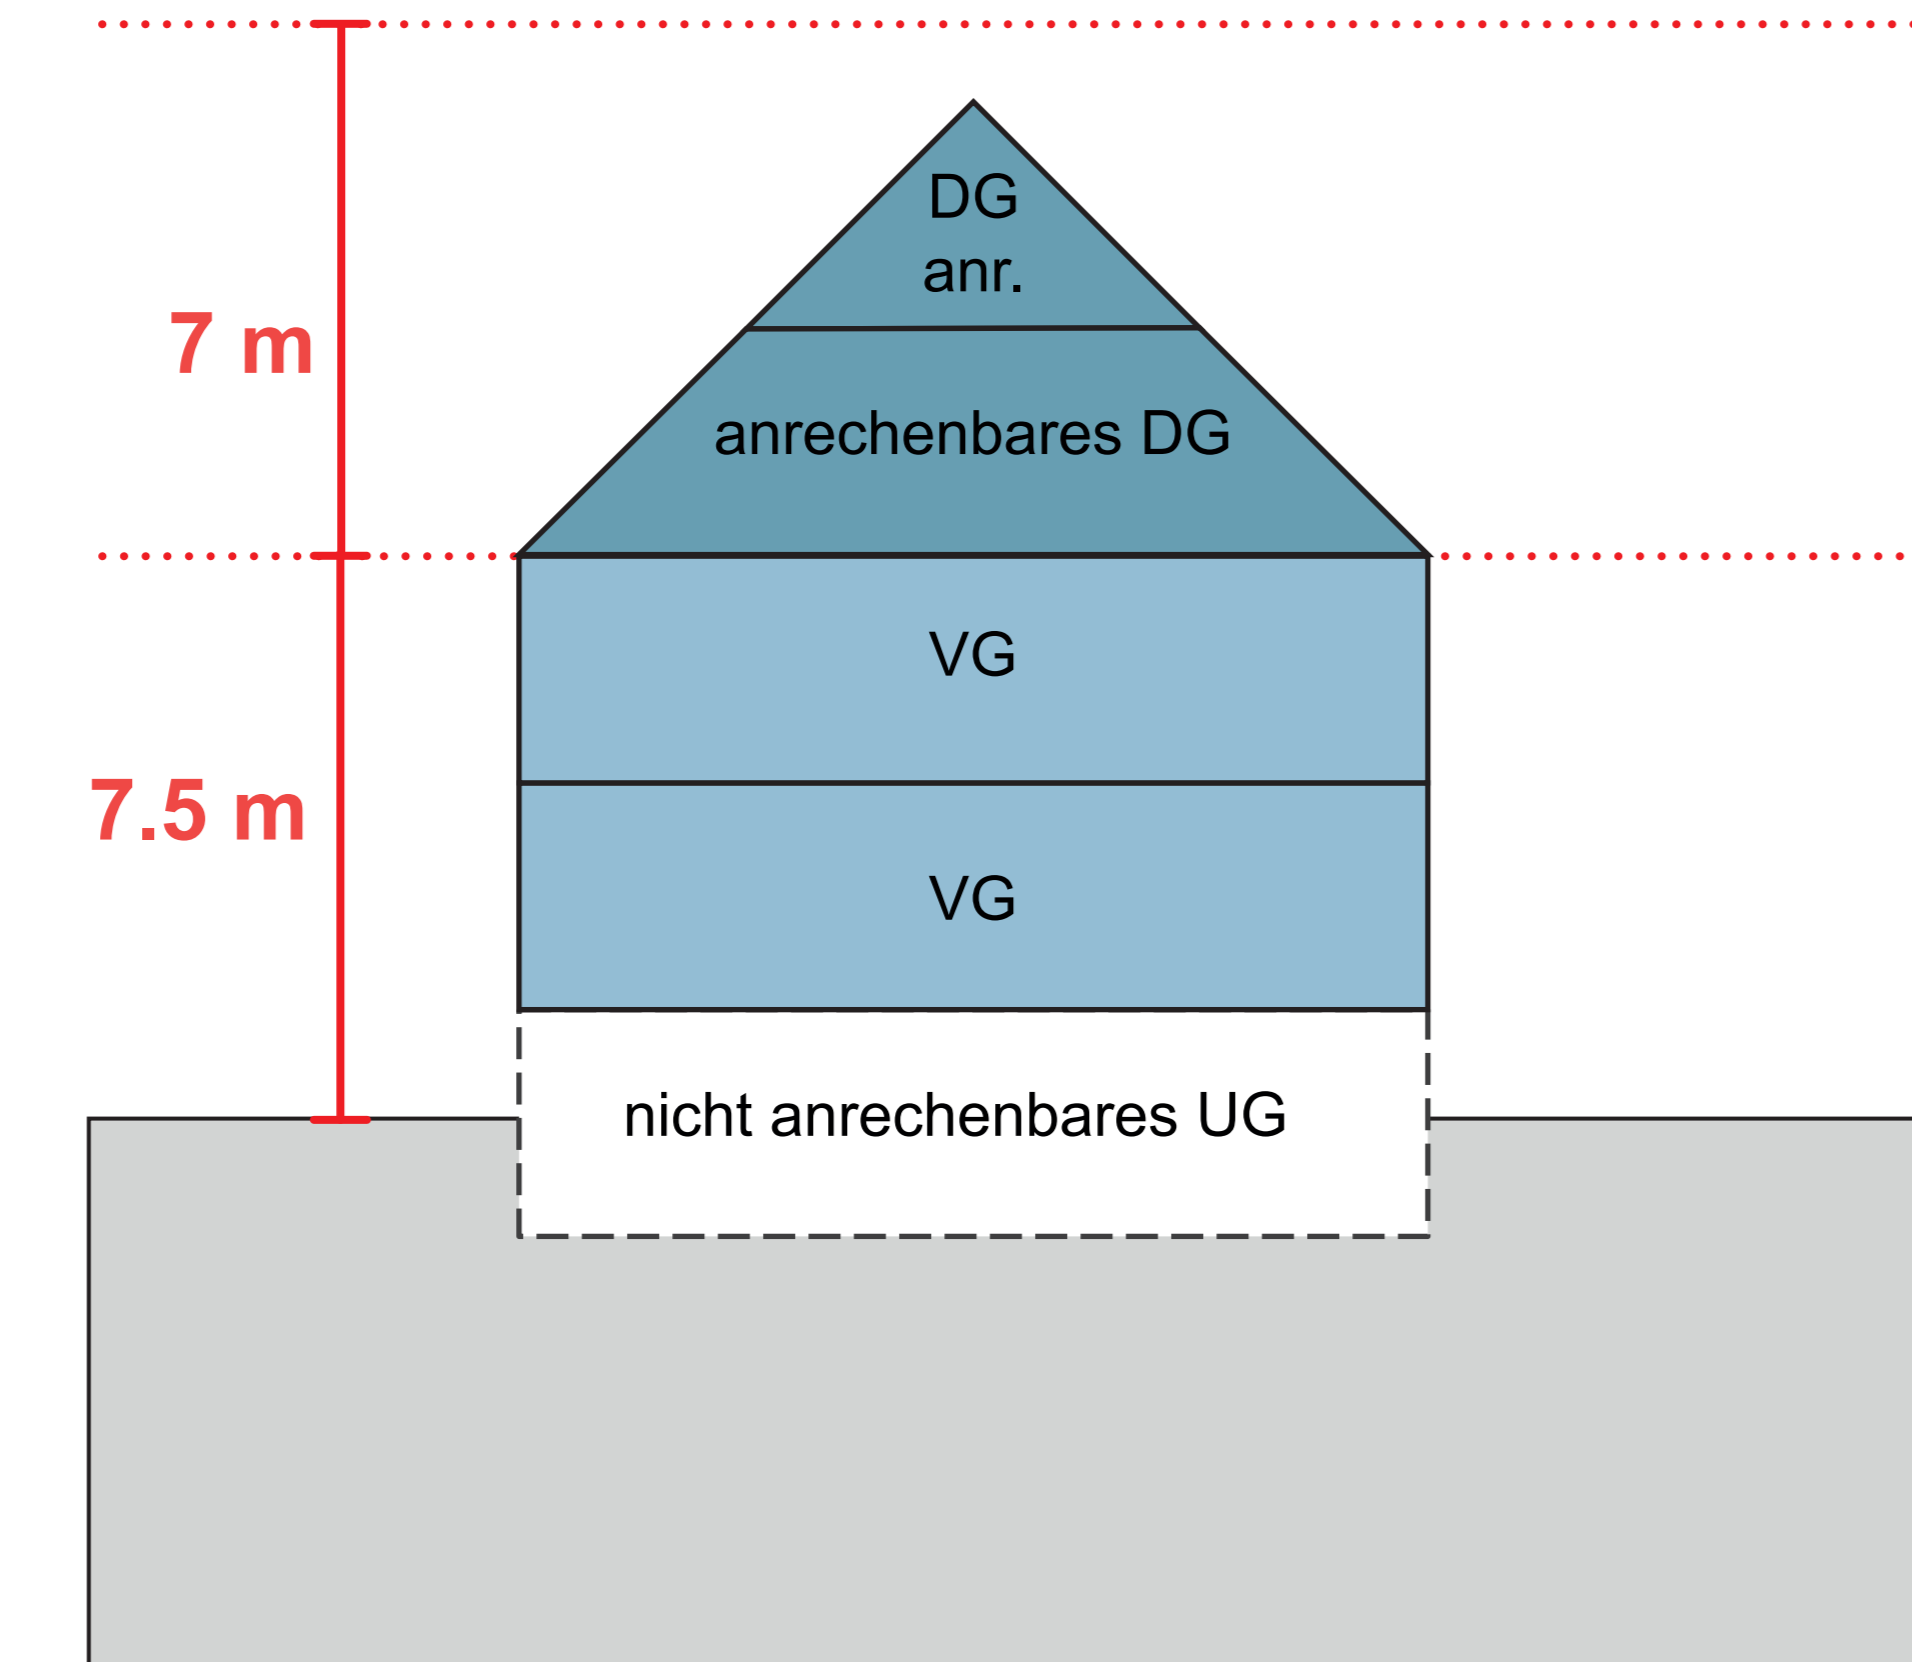 DG
anr.
7 m
anrechenbares DG
VG
7.5 m
VG
nicht anrechenbares UG